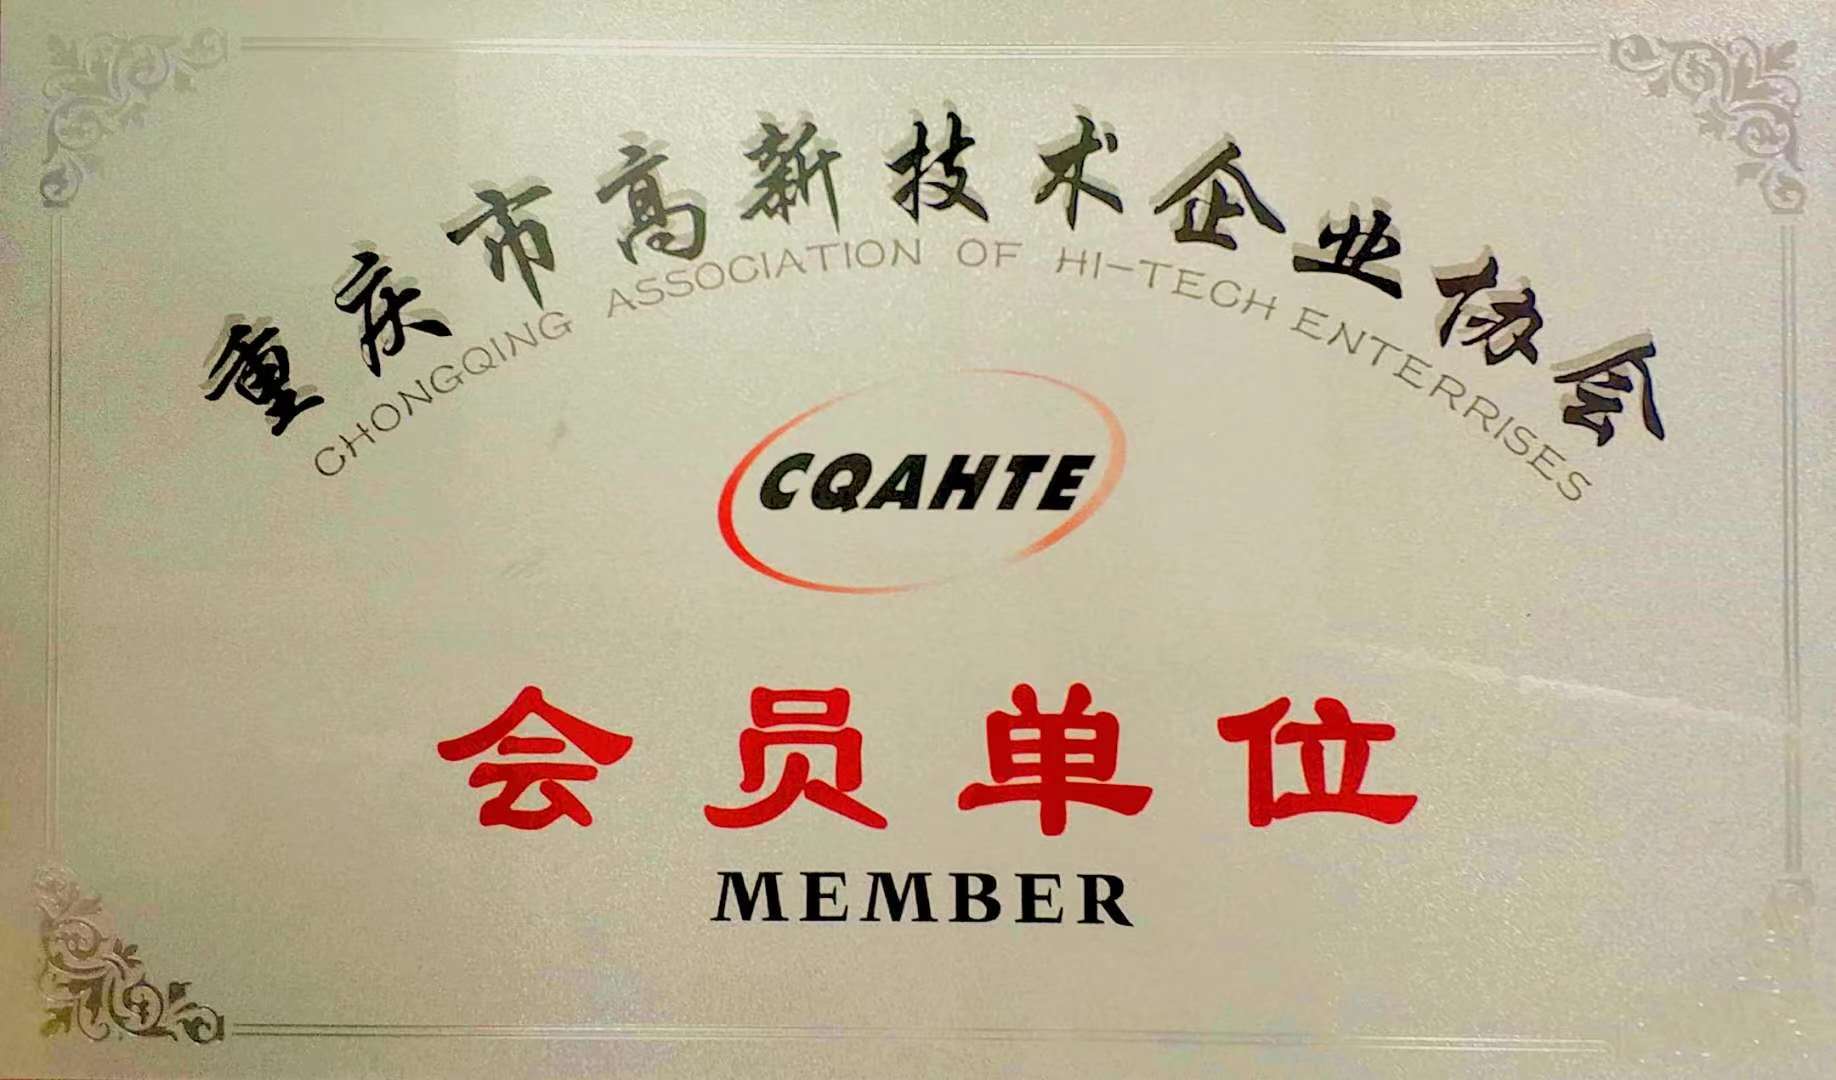 重庆市高新技术企业协会
CHONGQING ASSOCIATION OF HI-TECH ENTERRISES
CQAHTE
会员单位
MEMBER